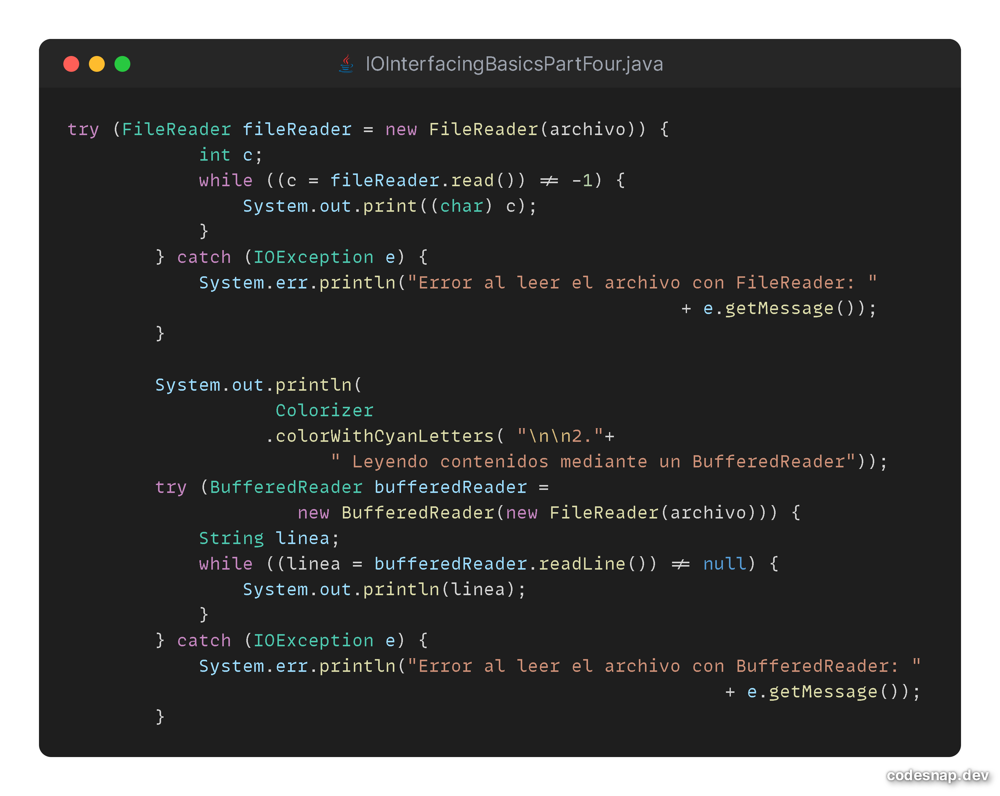 IOInterfacingBasicsPartFour.java
try (FileReader fileReader = new FileReader(archivo)) {
int c;
while ((c = fileReader.read()) != -1) {
System.out.print((char) c);
}
} catch (IOException e) {
System.err.println("Error al leer el archivo con FileReader: "
+ e.getMessage());
}
System.out.println(
Colorizer
.colorWithCyanLetters( "\n\n2."+
" Leyendo contenidos mediante un BufferedReader"));
try (BufferedReader bufferedReader =
new BufferedReader(new FileReader(archivo))) {
String linea;
while ((linea = bufferedReader.readLine()) != null) {
System.out.println(linea);
}
} catch (IOException e) {
System.err.println("Error al leer el archivo con BufferedReader: "
+ e.getMessage());
}
codesnap.dev